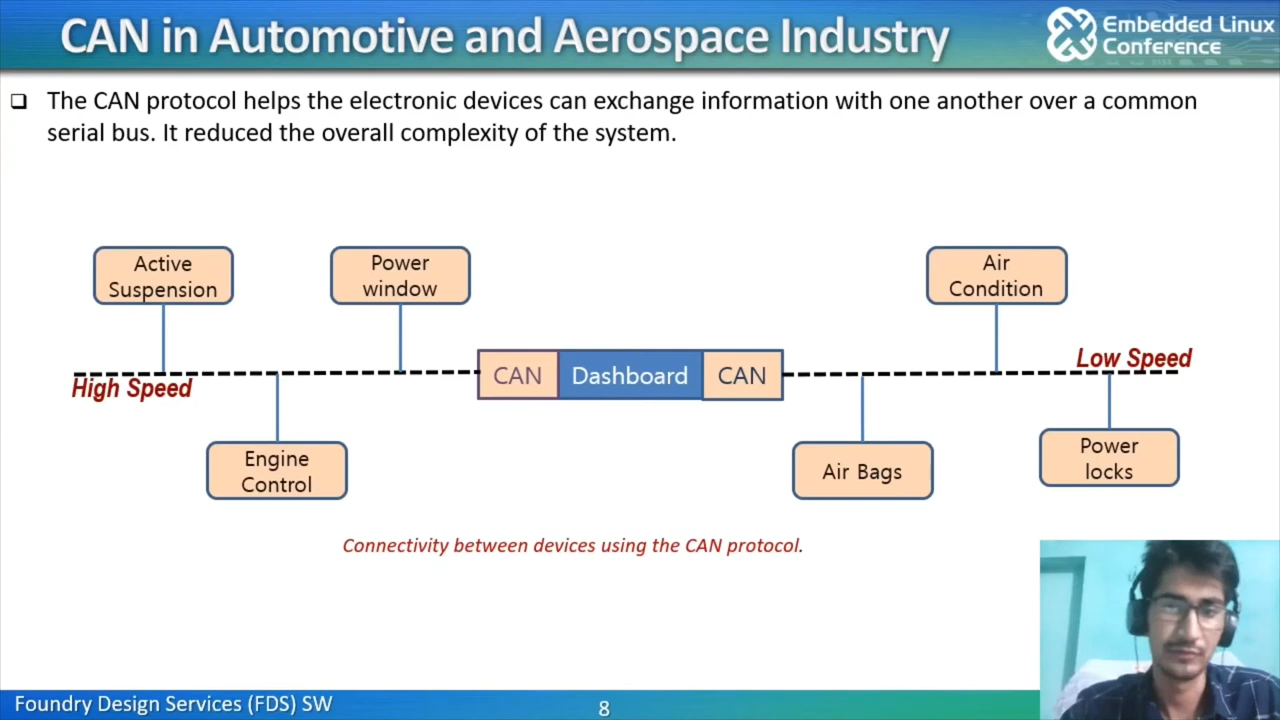 CAN in Automotive and Aerospace Industry
Embedded Linux
Conference
❑ The CAN protocol helps the electronic devices can exchange information with one another over a common
serial bus. It reduced the overall complexity of the system.
Active
Suspension
Power
window
Air
Condition
High Speed
CAN
Dashboard
CAN
Low Speed
Engine
Control
Air Bags
Power
locks
Connectivity between devices using the CAN protocol.
Foundry Design Services (FDS) SW
8